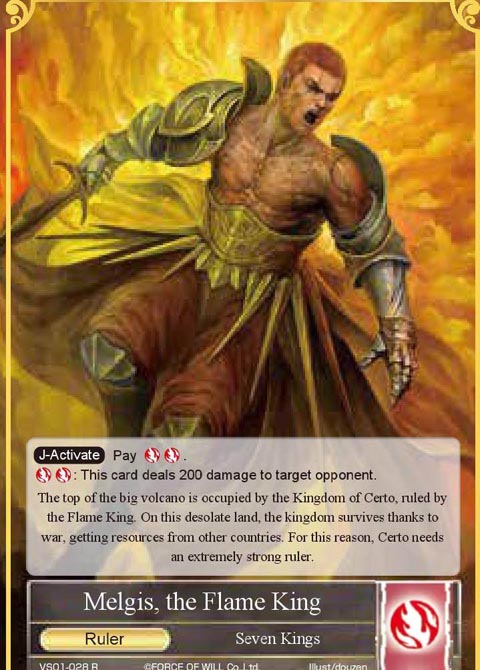 J-Activate Pay .
: This card deals 200 damage to target opponent.
The top of the big volcano is occupied by the Kingdom of Certo, ruled by
the Flame King. On this desolate land, the kingdom survives thanks to
war, getting resources from other countries. For this reason, Certo needs
an extremely strong ruler.
Melgis, the Flame King
Ruler Seven Kings
VS01-028 R ©FORCE OF WILL Co.,Ltd. Illust/douzen